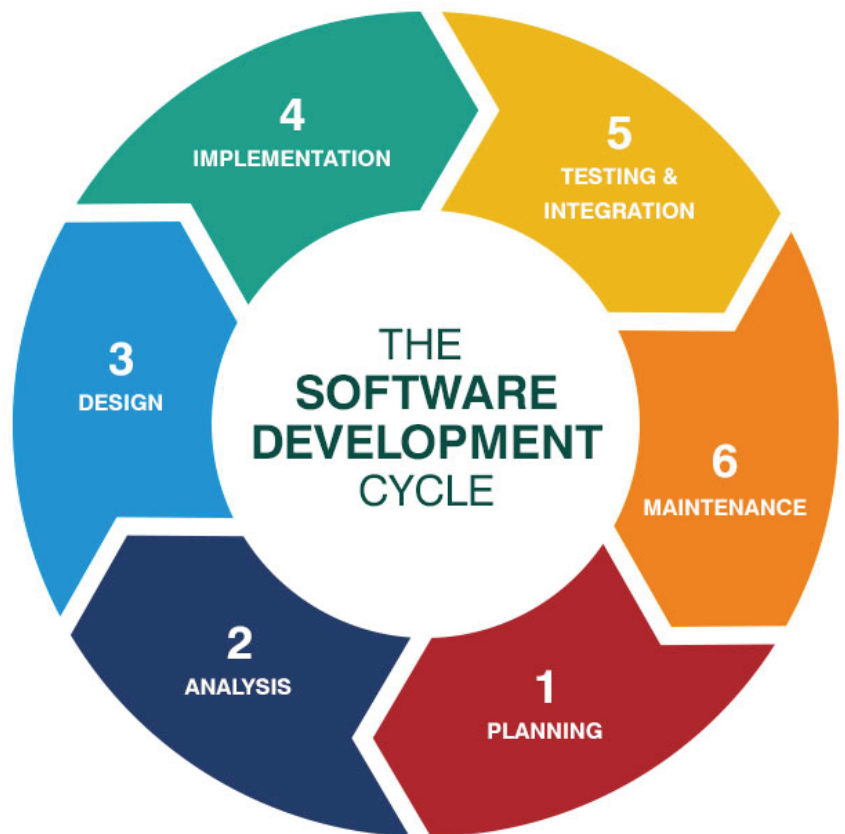 THE
SOFTWARE
DEVELOPMENT
CYCLE
1
PLANNING
2
ANALYSIS
3
DESIGN
4
IMPLEMENTATION
5
TESTING &
INTEGRATION
6
MAINTENANCE